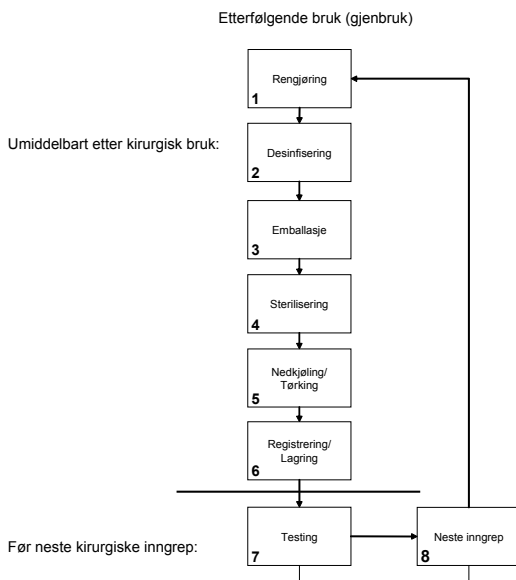 Etterfølgende bruk (gjenbruk)
Rengjøring
1
Umiddelbart etter kirurgisk bruk:
Desinfisering
2
Emballasje
3
Sterilisering
4
Nedkjøling/
Tørking
5
Registrering/
Lagring
6
Før neste kirurgiske inngrep:
Testing
7
Neste inngrep
8